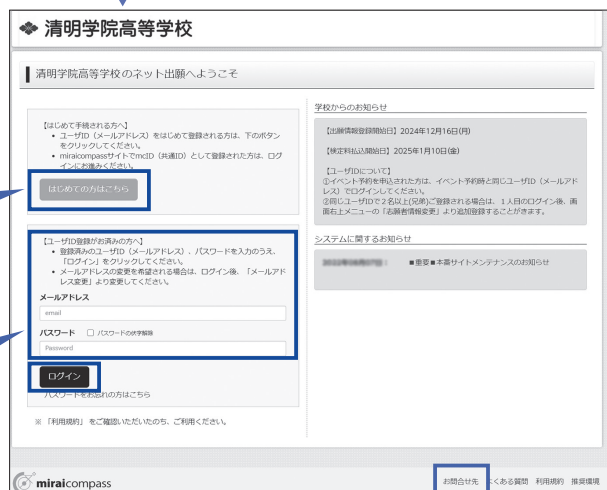 清明学院高等学校
清明学院高等学校のネット出願へようこそ
【はじめて手続される方へ】
• ユーザID（メールアドレス）をはじめて登録される方は、下のボタン
をクリックしてください。
• miraicompassサイトでmcID（共通ID）として登録された方は、ログ
インにお進みください。
はじめての方はこちら
【ユーザID登録がお済みの方へ】
• 登録済みのユーザID（メールアドレス）、パスワードを入力のうえ、
「ログイン」をクリックしてください。
• メールアドレスの変更を希望される場合は、ログイン後、「メールアド
レス変更」より変更してください。
メールアドレス
email
パスワード パスワードの伏字解除
Password
ログイン
パスワードをお忘れの方はこちら
※ 「利用規約」 をご確認いただいたのち、ご利用ください。
学校からのお知らせ
【出願情報登録開始日】2024年12月16日(月)
【検定料払込開始日】2025年1月10日(金)
【ユーザIDについて】
①イベント予約を申込された方は、イベント予約時と同じユーザID（メールアド
レス）でログインしてください。
②同じユーザIDで２名以上(兄弟)ご登録される場合は、１人目のログイン後、画
面右上メニューの「志願者情報変更」より追加登録することができます。
システムに関するお知らせ
■重要■本番サイトメンテナンスのお知らせ
miraicompass
お問合せ先 よくある質問 利用規約 推奨環境